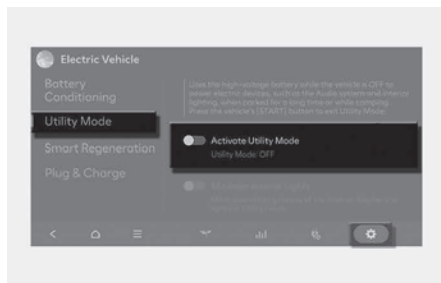 Electric Vehicle
Battery
Conditioning
Utility Mode
Smart Regeneration
Plug & Charge
Uses the high-voltage battery while the vehicle is OFF to
power electric devices, such as the Audio system and interior
lighting, when parked for a long time or while camping.
Press the vehicle's [START] button to exit Utility Mode.
Activate Utility Mode
Utility Mode: OFF